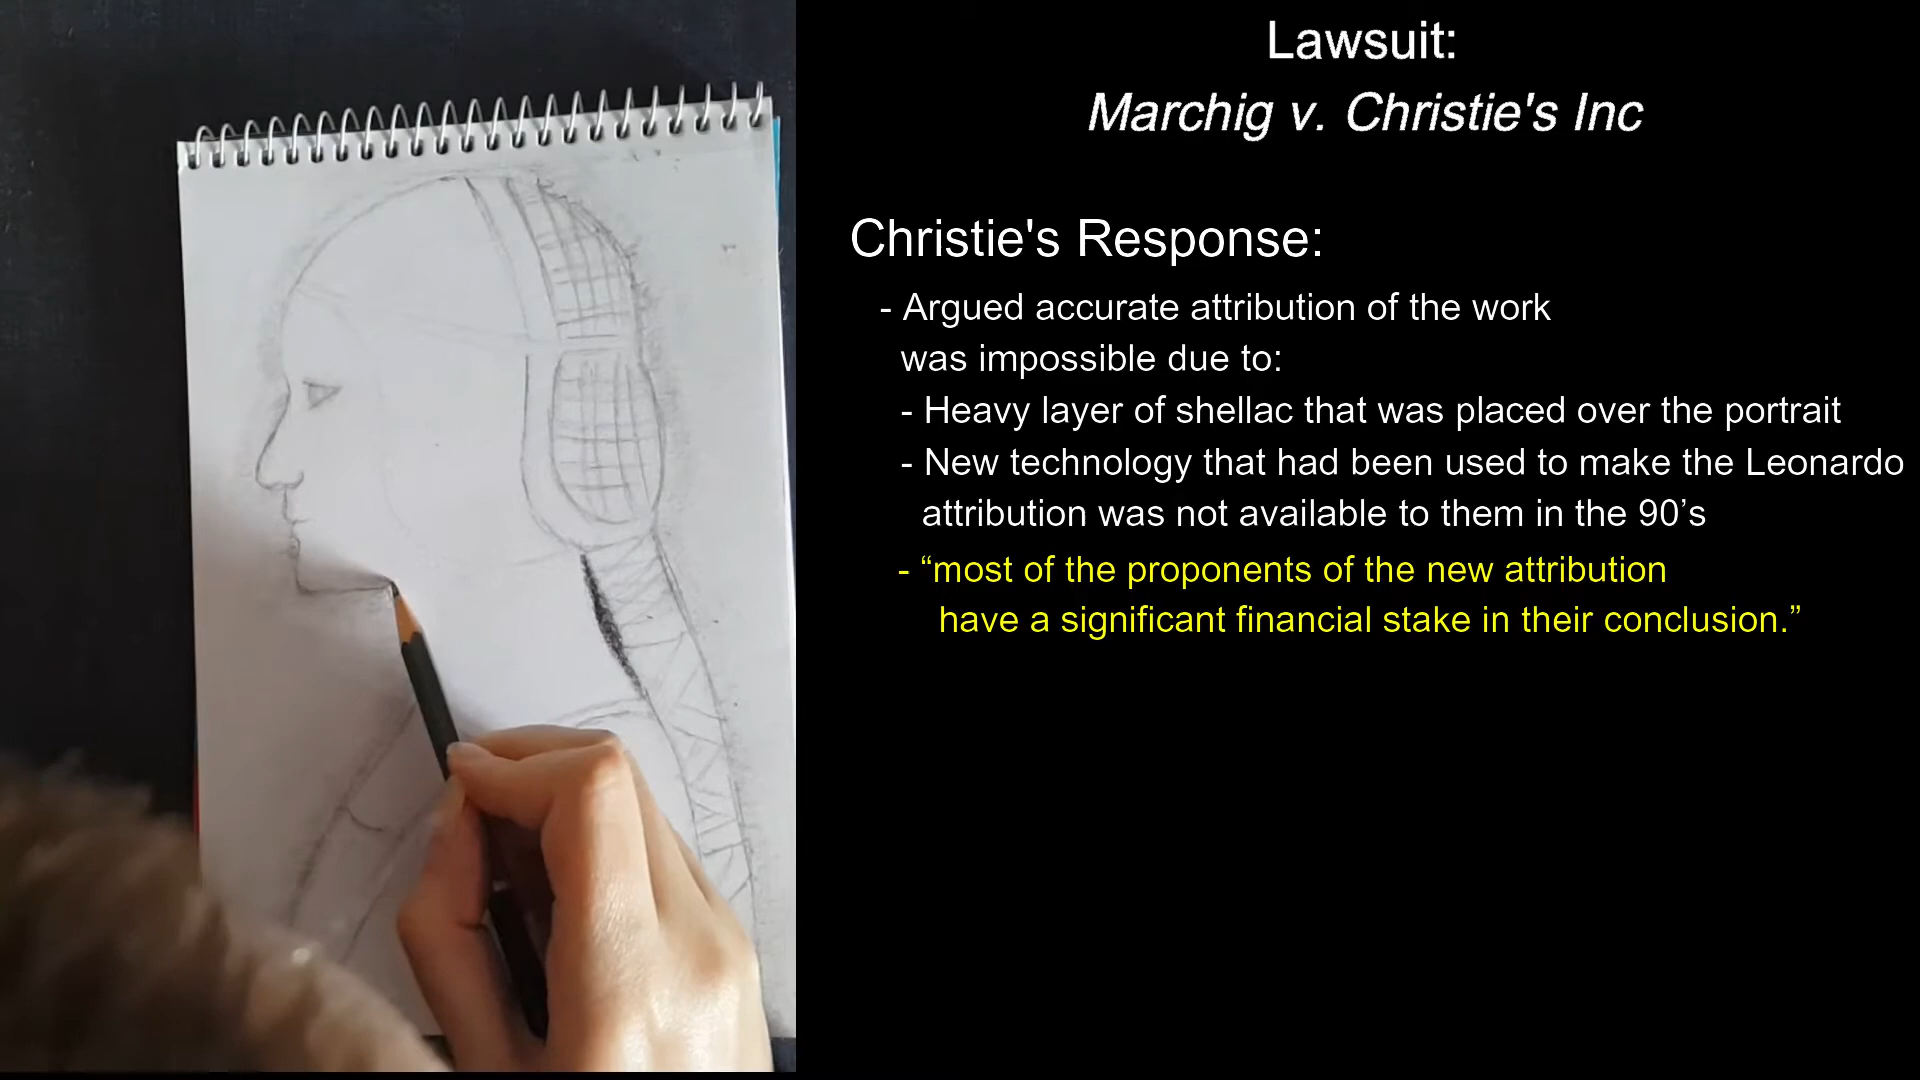 Lawsuit:
Marchig v. Christie's Inc
Christie's Response:
- Argued accurate attribution of the work
was impossible due to:
- Heavy layer of shellac that was placed over the portrait
- New technology that had been used to make the Leonardo
attribution was not available to them in the 90’s
- “most of the proponents of the new attribution
have a significant financial stake in their conclusion.”